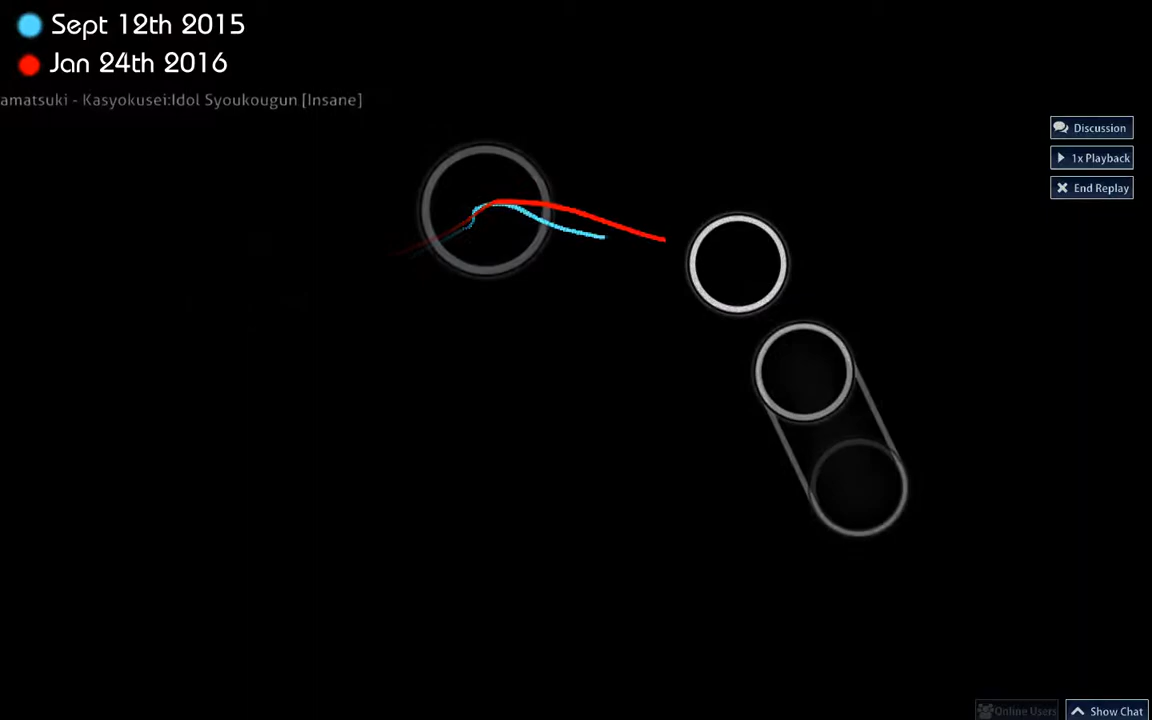 Sept 12th 2015
Jan 24th 2016
amatsuki - Kasyokusei:Idol Syoukougun [Insane]
Discussion
1x Playback
End Replay
Online Users
Show Chat